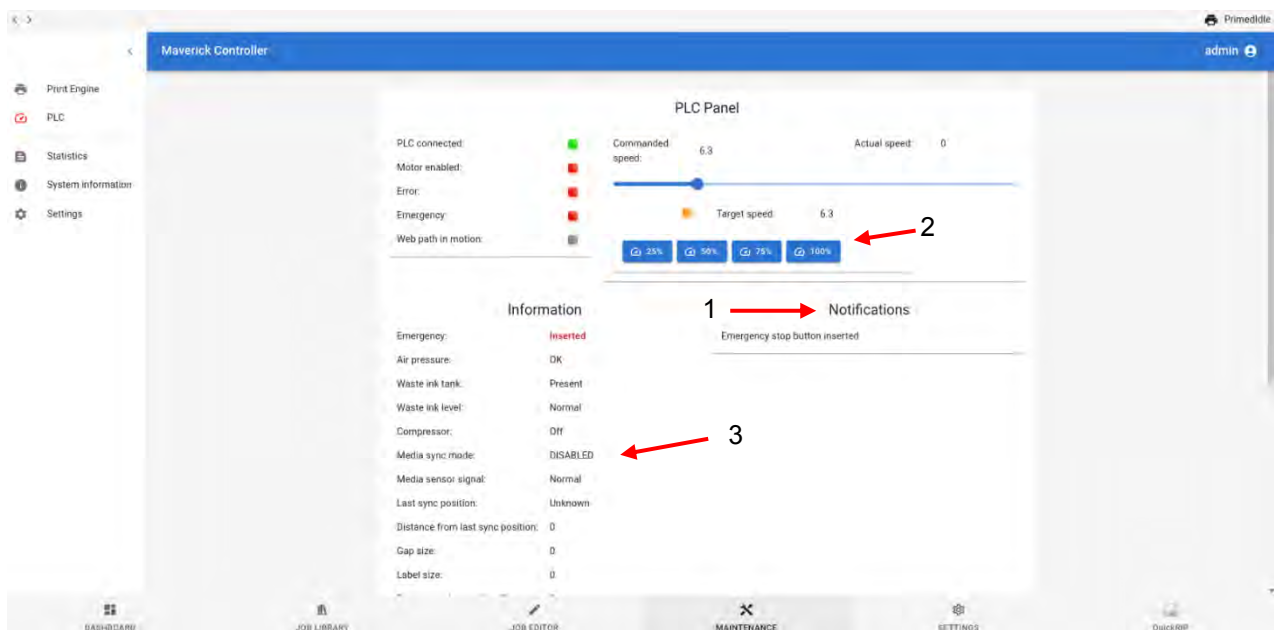 PrimedIdle
Maverick Controller
admin
Print Engine
PLC
Statistics
System information
Settings
PLC Panel
PLC connected:
Motor enabled:
Error:
Emergency:
Web path in motion:
Commanded speed:
6.3
Actual speed: 0
Target speed 6.3
25% 50% 75% 100%
2
Information
Emergency: Inserted
Air pressure: OK
Waste ink tank: Present
Waste ink level: Normal
Compressor: Off
Media sync mode: DISABLED
Media sensor signal: Normal
Last sync position: Unknown
Distance from last sync position: 0
Gap size: 0
Label size: 0
1
Notifications
Emergency stop button inserted
3
DASHBOARD JOB LIBRARY JOB EDITOR MAINTENANCE SETTINGS QuickRIP